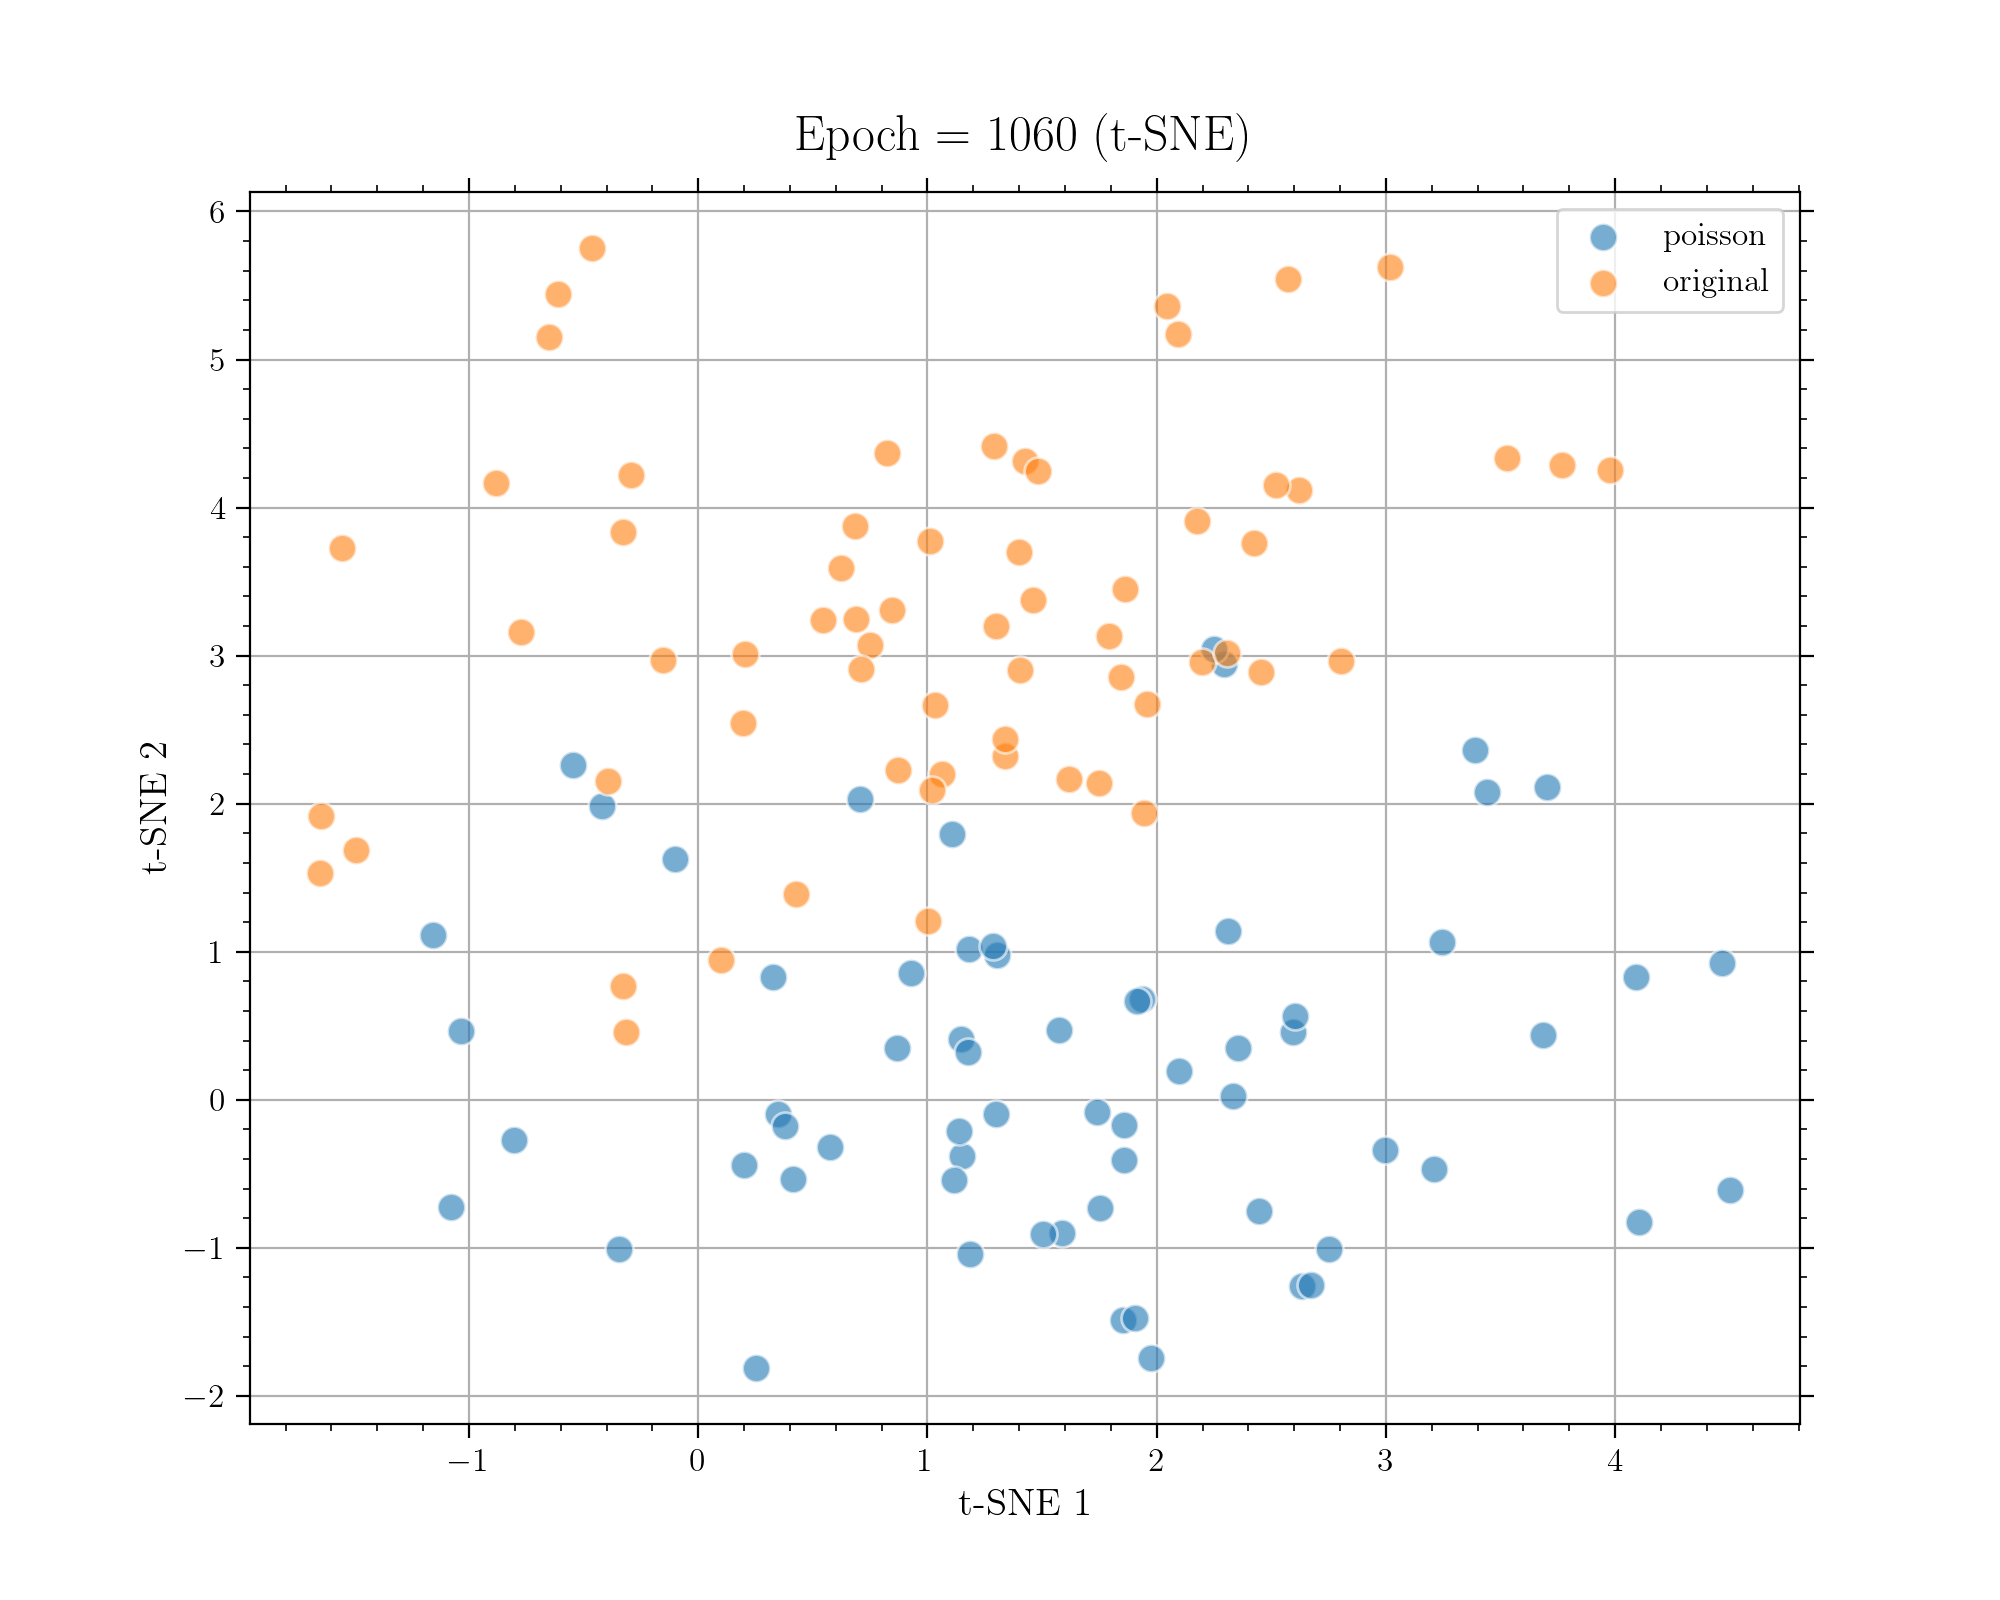 Epoch = 1060 (t-SNE)
poisson
original
6
5
4
3
2
1
0
−1
−2
t-SNE 2
−1 0 1 2 3 4
t-SNE 1